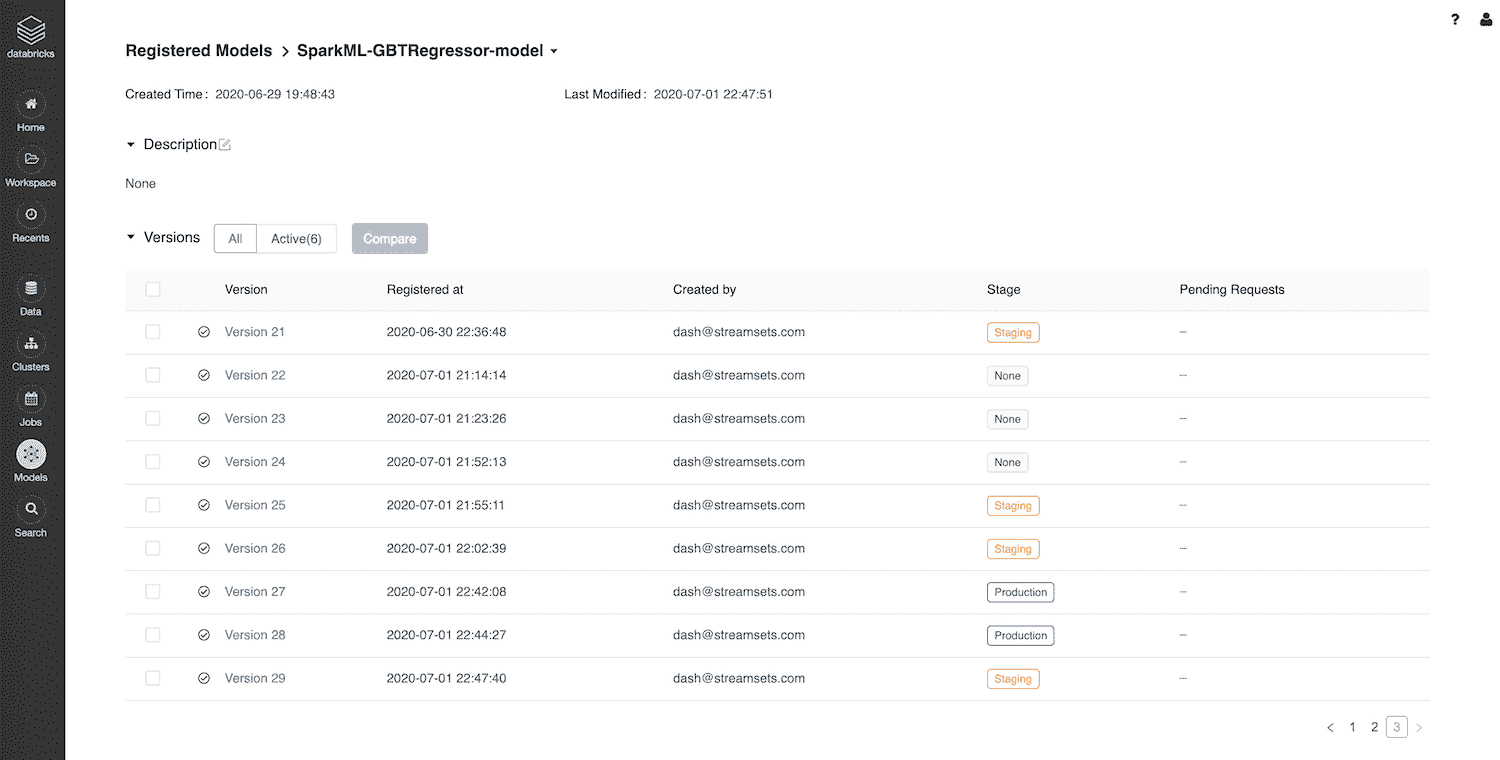 databricks
Home
Workspace
Recents
Data
Clusters
Jobs
Models
Search
?
Registered Models > SparkML-GBTRegressor-model
Created Time: 2020-06-29 19:48:43 Last Modified: 2020-07-01 22:47:51
Description
None
Versions All Active(6) Compare
Version Registered at Created by Stage Pending Requests
Version 21 2020-06-30 22:36:48 dash@streamsets.com Staging –
Version 22 2020-07-01 21:14:14 dash@streamsets.com None –
Version 23 2020-07-01 21:23:26 dash@streamsets.com None –
Version 24 2020-07-01 21:52:13 dash@streamsets.com None –
Version 25 2020-07-01 21:55:11 dash@streamsets.com Staging –
Version 26 2020-07-01 22:02:39 dash@streamsets.com Staging –
Version 27 2020-07-01 22:42:08 dash@streamsets.com Production –
Version 28 2020-07-01 22:44:27 dash@streamsets.com Production –
Version 29 2020-07-01 22:47:40 dash@streamsets.com Staging –
< 1 2 3 >